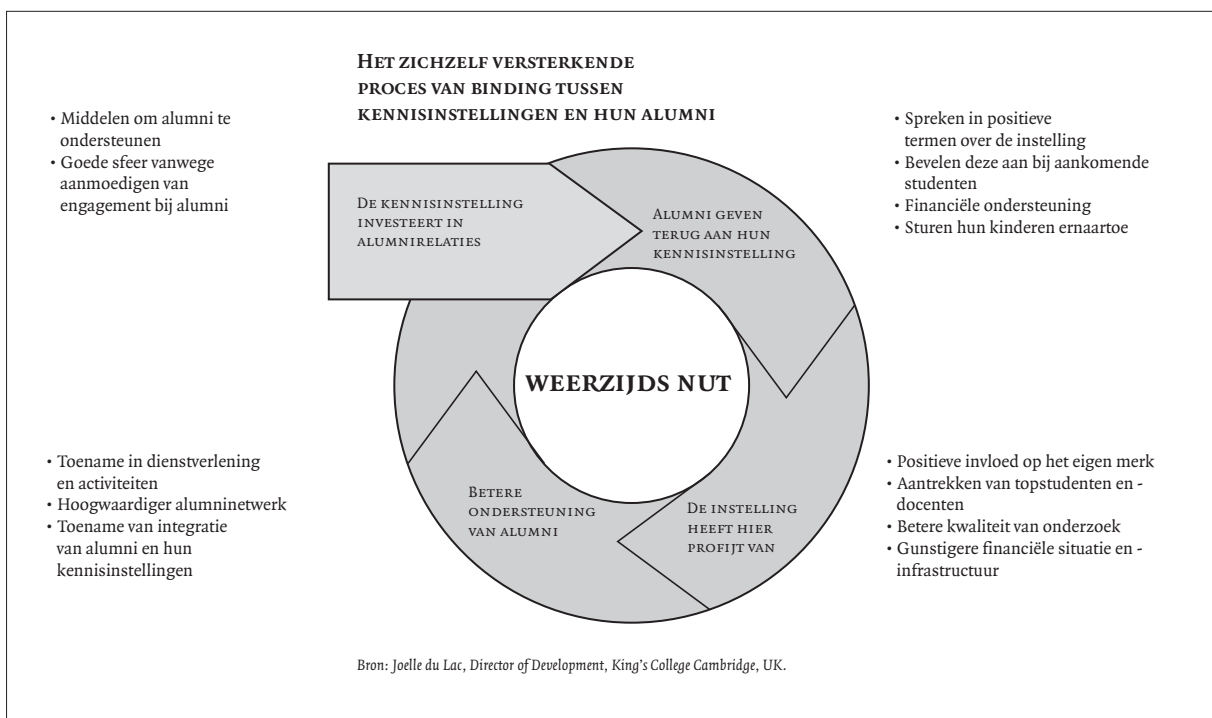 HET ZICHZELF VERSTERKENDE
PROCES VAN BINDING TUSSEN
KENNISINSTELLINGEN EN HUN ALUMNI
• Middelen om alumni te
ondersteunen
• Goede sfeer vanwege
aanmoedigen van
engagement bij alumni
DE KENNISINSTELLING
INVESTEERT IN
ALUMNIRELATIES
ALUMNI GEVEN
TERUG AAN HUN
KENNISINSTELLING
• Spreken in positieve
termen over de instelling
• Bevelen deze aan bij aankomende
studenten
• Financiële ondersteuning
• Sturen hun kinderen ernaartoe
WEERZIJDS NUT
• Toename in dienstverlening
en activiteiten
• Hoogwaardiger alumninetwerk
• Toename van integratie
van alumni en hun
kennisinstellingen
BETERE
ONDERSTEUNING
VAN ALUMNI
DE INSTELLING
HEEFT HIER
PROFIJT VAN
• Positieve invloed op het eigen merk
• Aantrekken van topstudenten en -
docenten
• Betere kwaliteit van onderzoek
• Gunstigere financiële situatie en -
infrastructuur
Bron: Joelle du Lac, Director of Development, King's College Cambridge, UK.